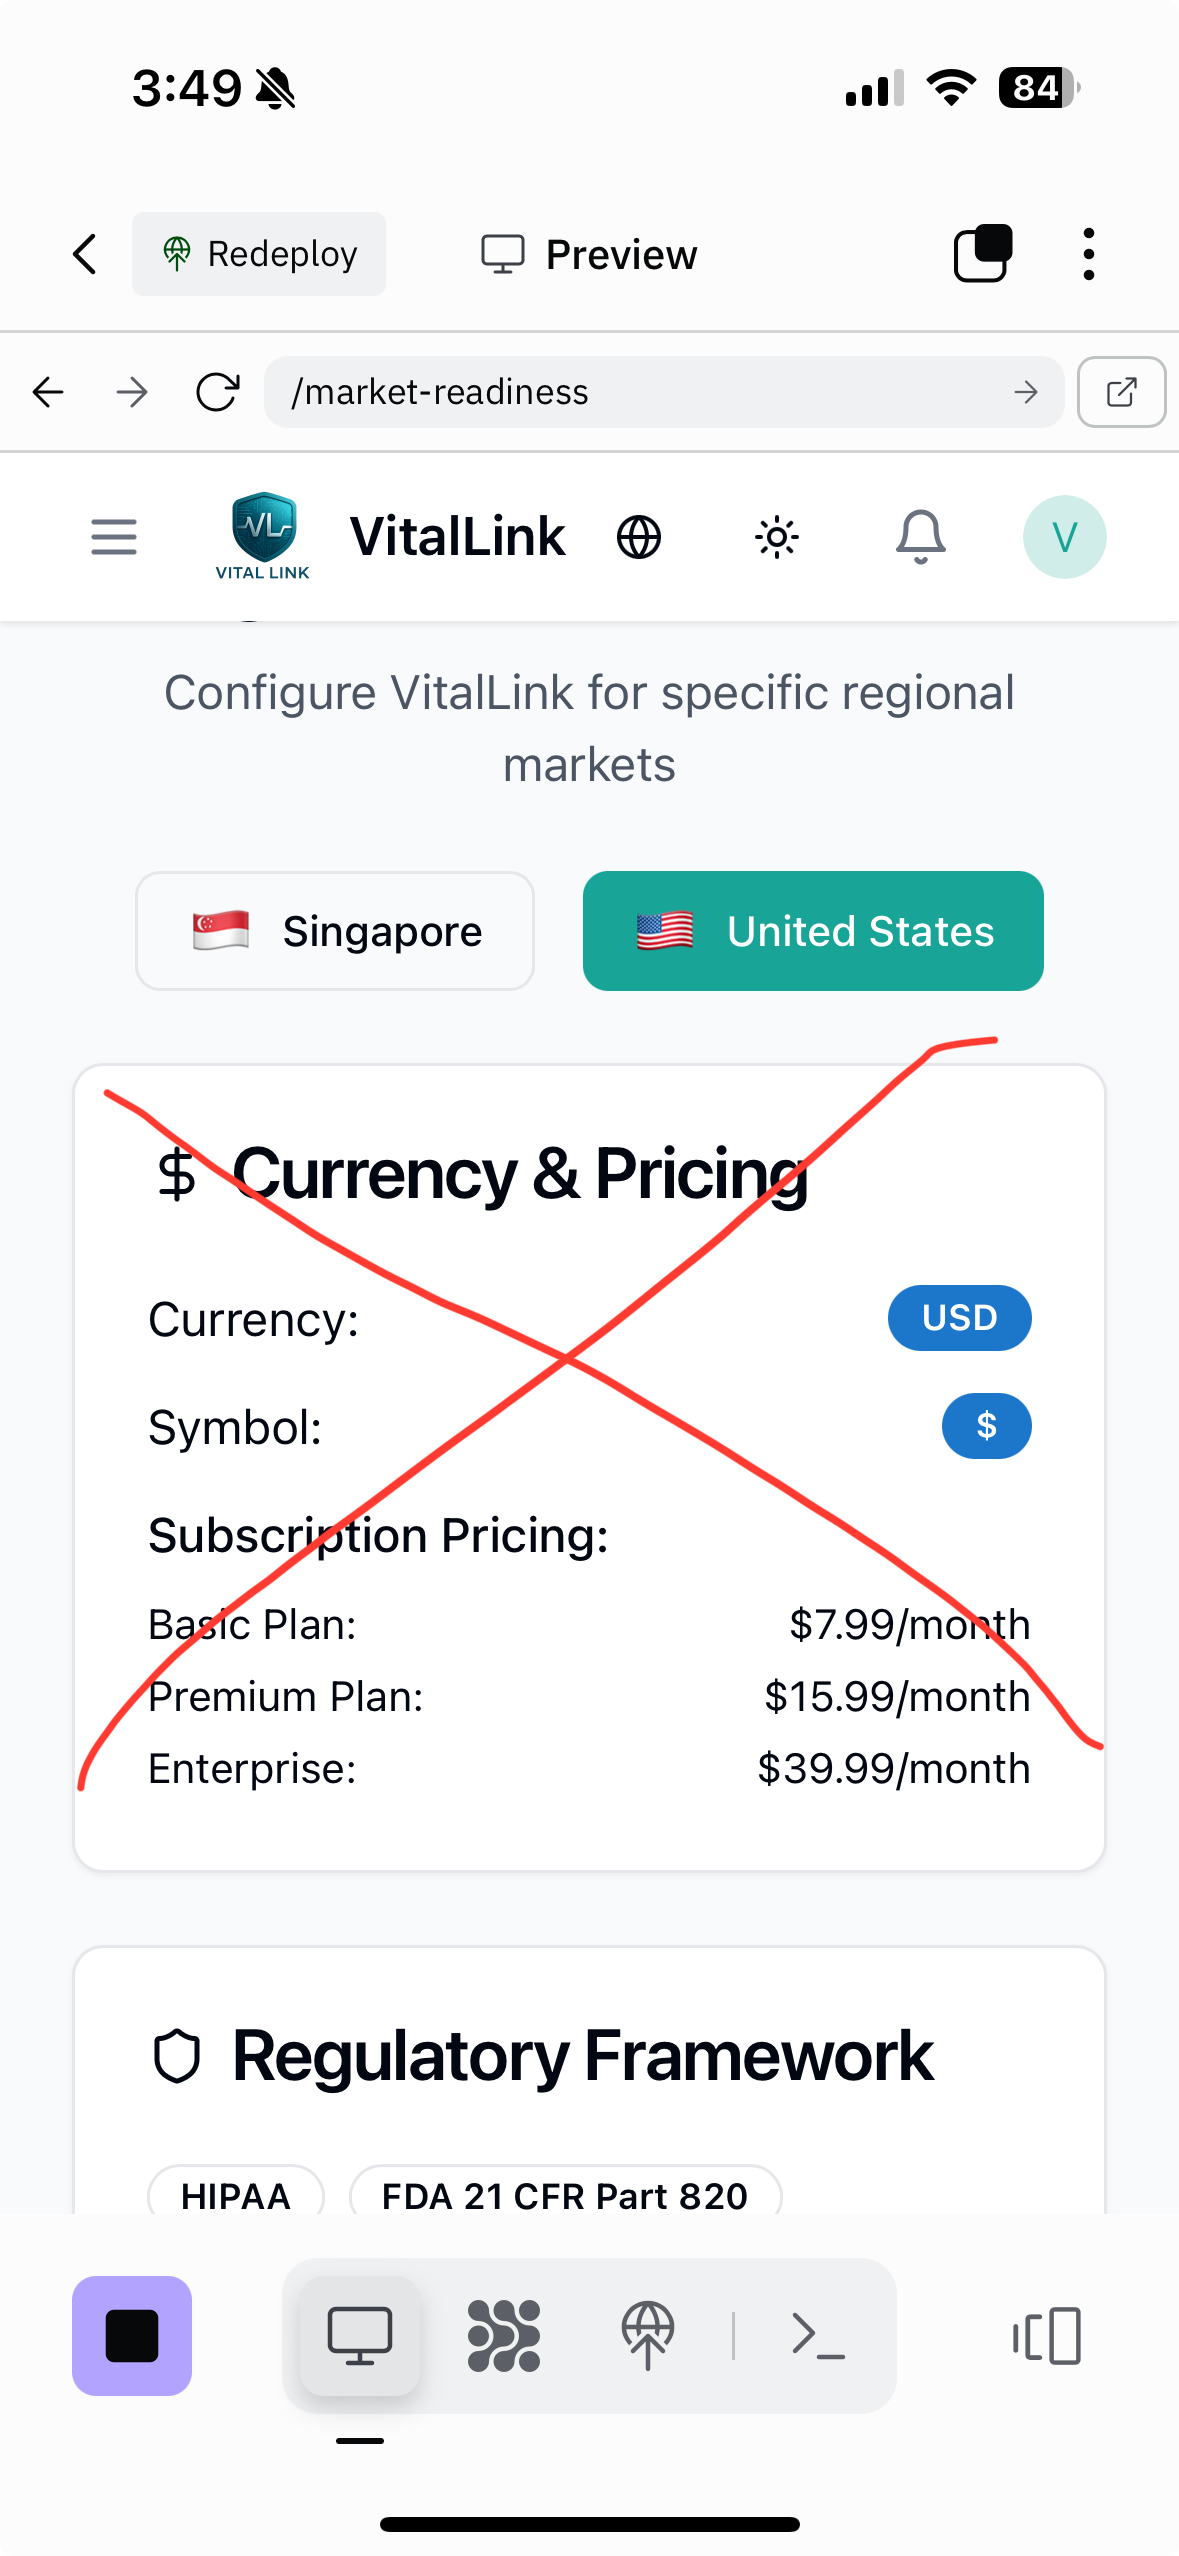 3:49
84
Redeploy
Preview
/market-readiness
VL
VITAL LINK
VitalLink
V
Configure VitalLink for specific regional
markets
Singapore
United States
$ Currency & Pricing
Currency:
USD
Symbol:
$
Subscription Pricing:
Basic Plan:
$7.99/month
Premium Plan:
$15.99/month
Enterprise:
$39.99/month
Regulatory Framework
HIPAA
FDA 21 CFR Part 820